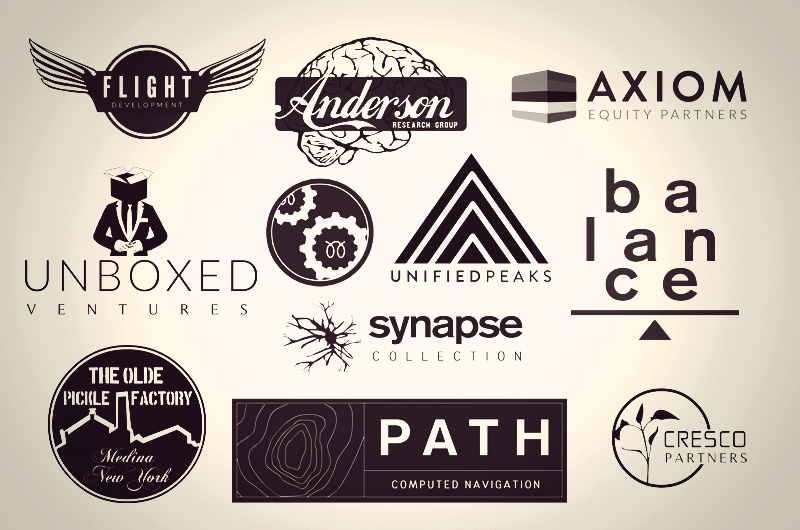 FLIGHT
DEVELOPMENT
Anderson
RESEARCH GROUP
AXIOM
EQUITY PARTNERS
UNBOXED
VENTURES
UNIFIEDPEAKS
ba
lan
ce
synapse
COLLECTION
THE OLDE
PICKLE FACTORY
Medina
New York
PATH
COMPUTED NAVIGATION
CRESCO
PARTNERS